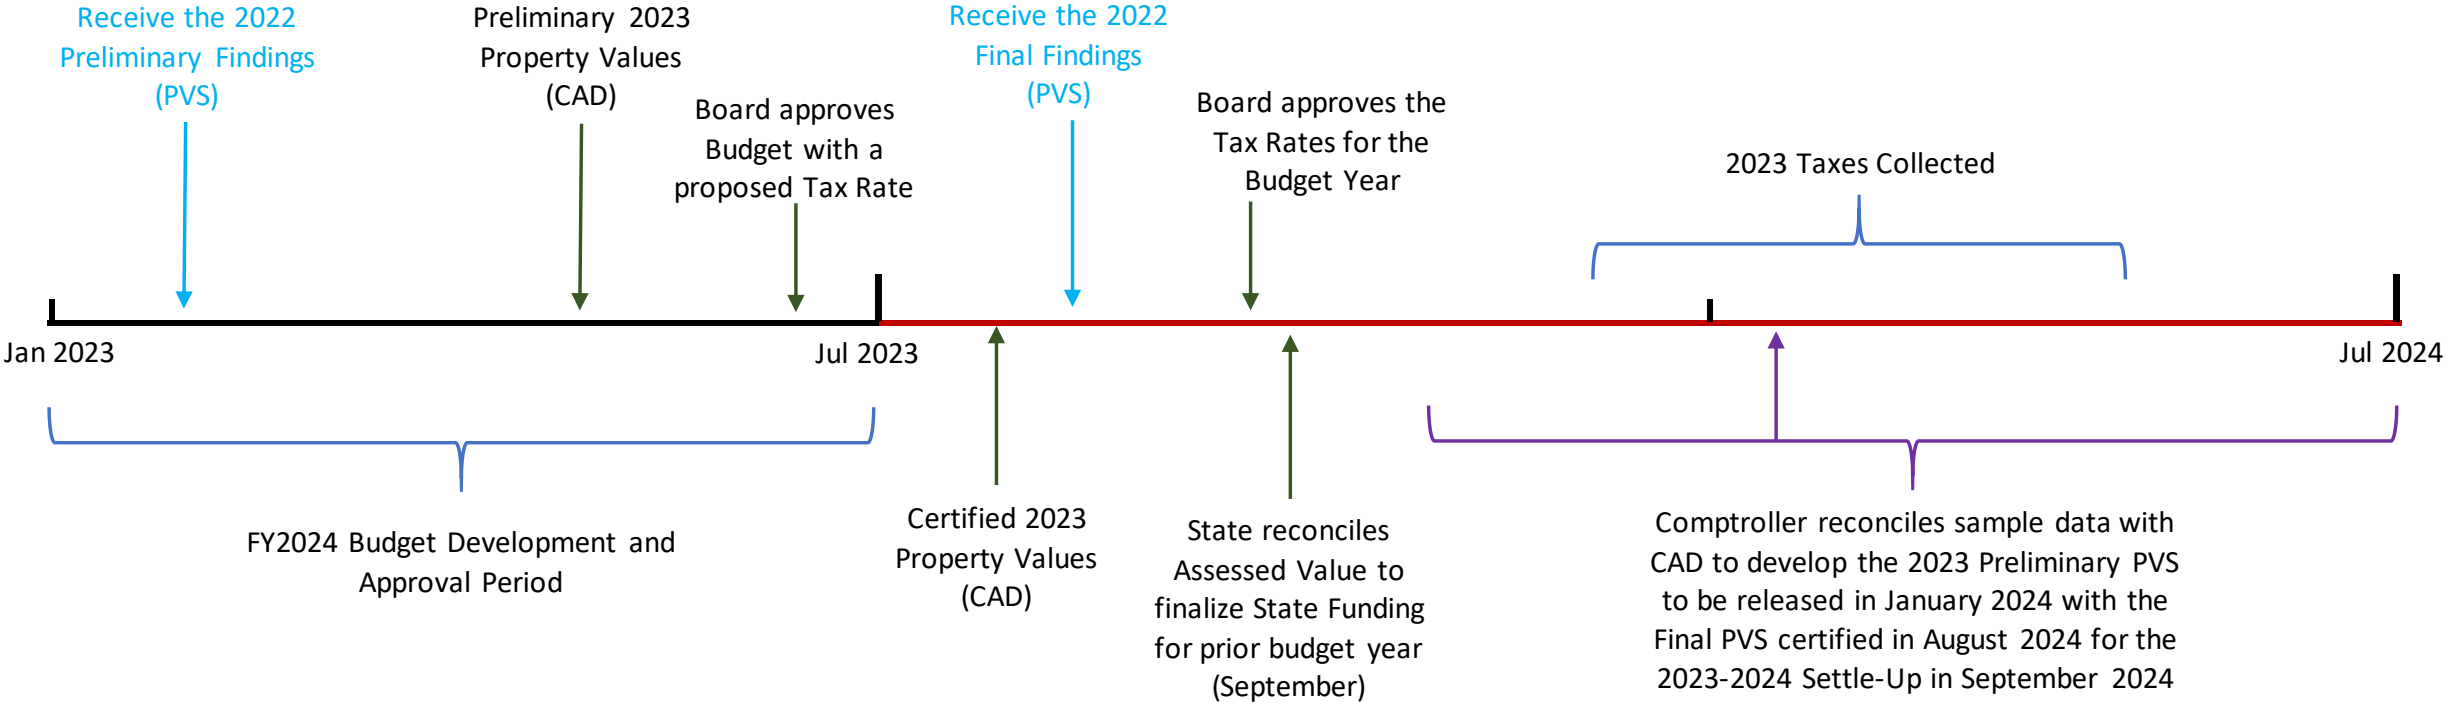 Receive the 2022
Preliminary Findings
(PVS)
Preliminary 2023
Property Values
(CAD)
Board approves
Budget with a
proposed Tax Rate
Receive the 2022
Final Findings
(PVS)
Board approves the
Tax Rates for the
Budget Year
2023 Taxes Collected
Jan 2023
Jul 2023
Jul 2024
FY2024 Budget Development and
Approval Period
Certified 2023
Property Values
(CAD)
State reconciles
Assessed Value to
finalize State Funding
for prior budget year
(September)
Comptroller reconciles sample data with
CAD to develop the 2023 Preliminary PVS
to be released in January 2024 with the
Final PVS certified in August 2024 for the
2023-2024 Settle-Up in September 2024